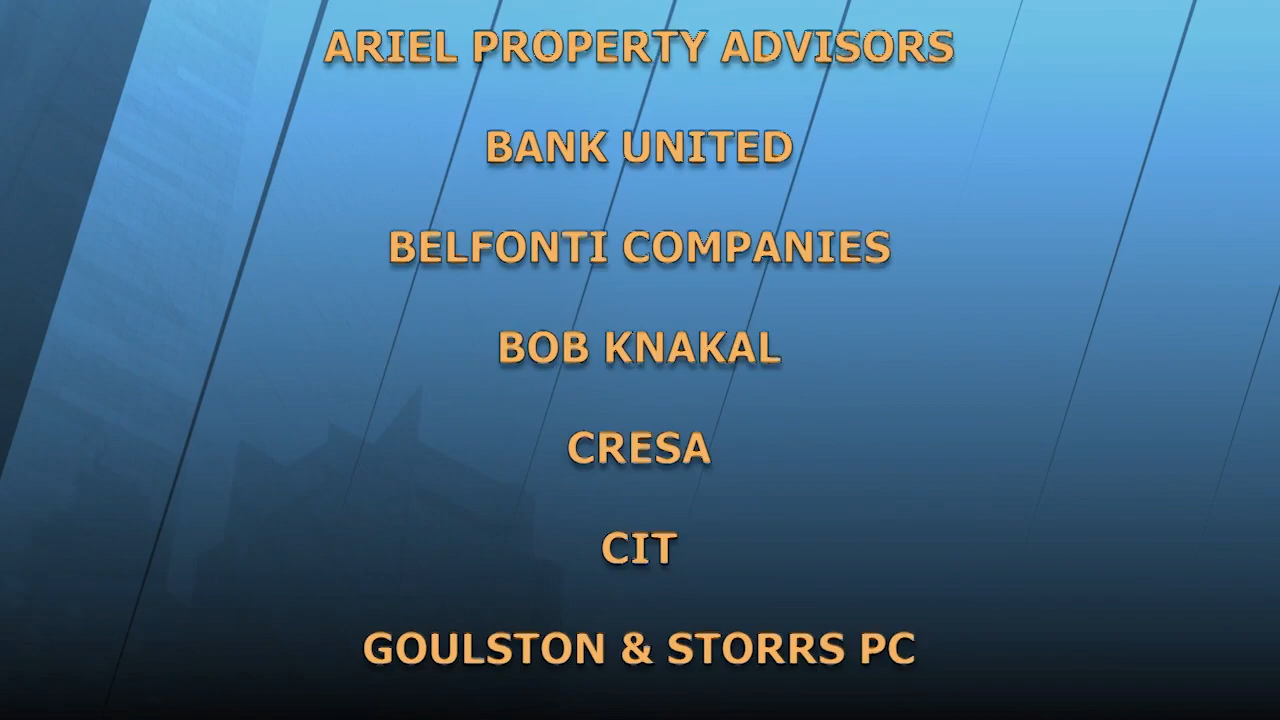 ARIEL PROPERTY ADVISORS
BANK UNITED
BELFONTI COMPANIES
BOB KNAKAL
CRESA
CIT
GOULSTON & STORRS PC